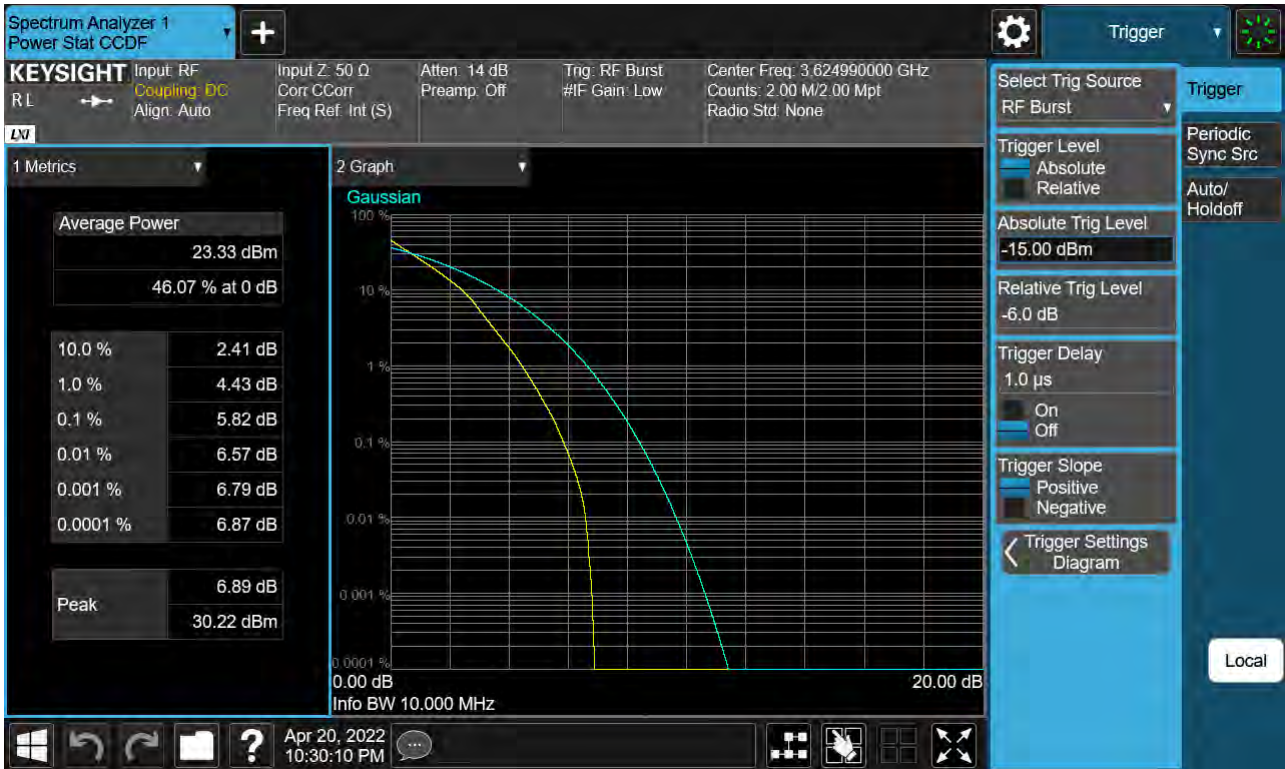 Spectrum Analyzer 1
Power Stat CCDF
+
Trigger
KEYSIGHT
R L
LXI
Input: RF
Coupling: DC
Align: Auto
Input Z: 50 Ω
Corr CCorr
Freq Ref: Int (S)
Atten: 14 dB
Preamp: Off
Trig: RF Burst
#IF Gain: Low
Center Freq: 3.624990000 GHz
Counts: 2.00 M/2.00 Mpt
Radio Std: None
1 Metrics
Average Power
23.33 dBm
46.07 % at 0 dB
10.0 % 2.41 dB
1.0 % 4.43 dB
0.1 % 5.82 dB
0.01 % 6.57 dB
0.001 % 6.79 dB
0.0001 % 6.87 dB
Peak
6.89 dB
30.22 dBm
2 Graph
Gaussian
100 %
10 %
1 %
0.1 %
0.01 %
0.001 %
0.0001 %
0.00 dB 20.00 dB
Info BW 10.000 MHz
Select Trig Source
RF Burst
Trigger Level
Absolute
Relative
Absolute Trig Level
-15.00 dBm
Relative Trig Level
-6.0 dB
Trigger Delay
1.0 µs
On
Off
Trigger Slope
Positive
Negative
Trigger Settings
Diagram
Trigger
Periodic
Sync Src
Auto/
Holdoff
Local
?
Apr 20, 2022
10:30:10 PM